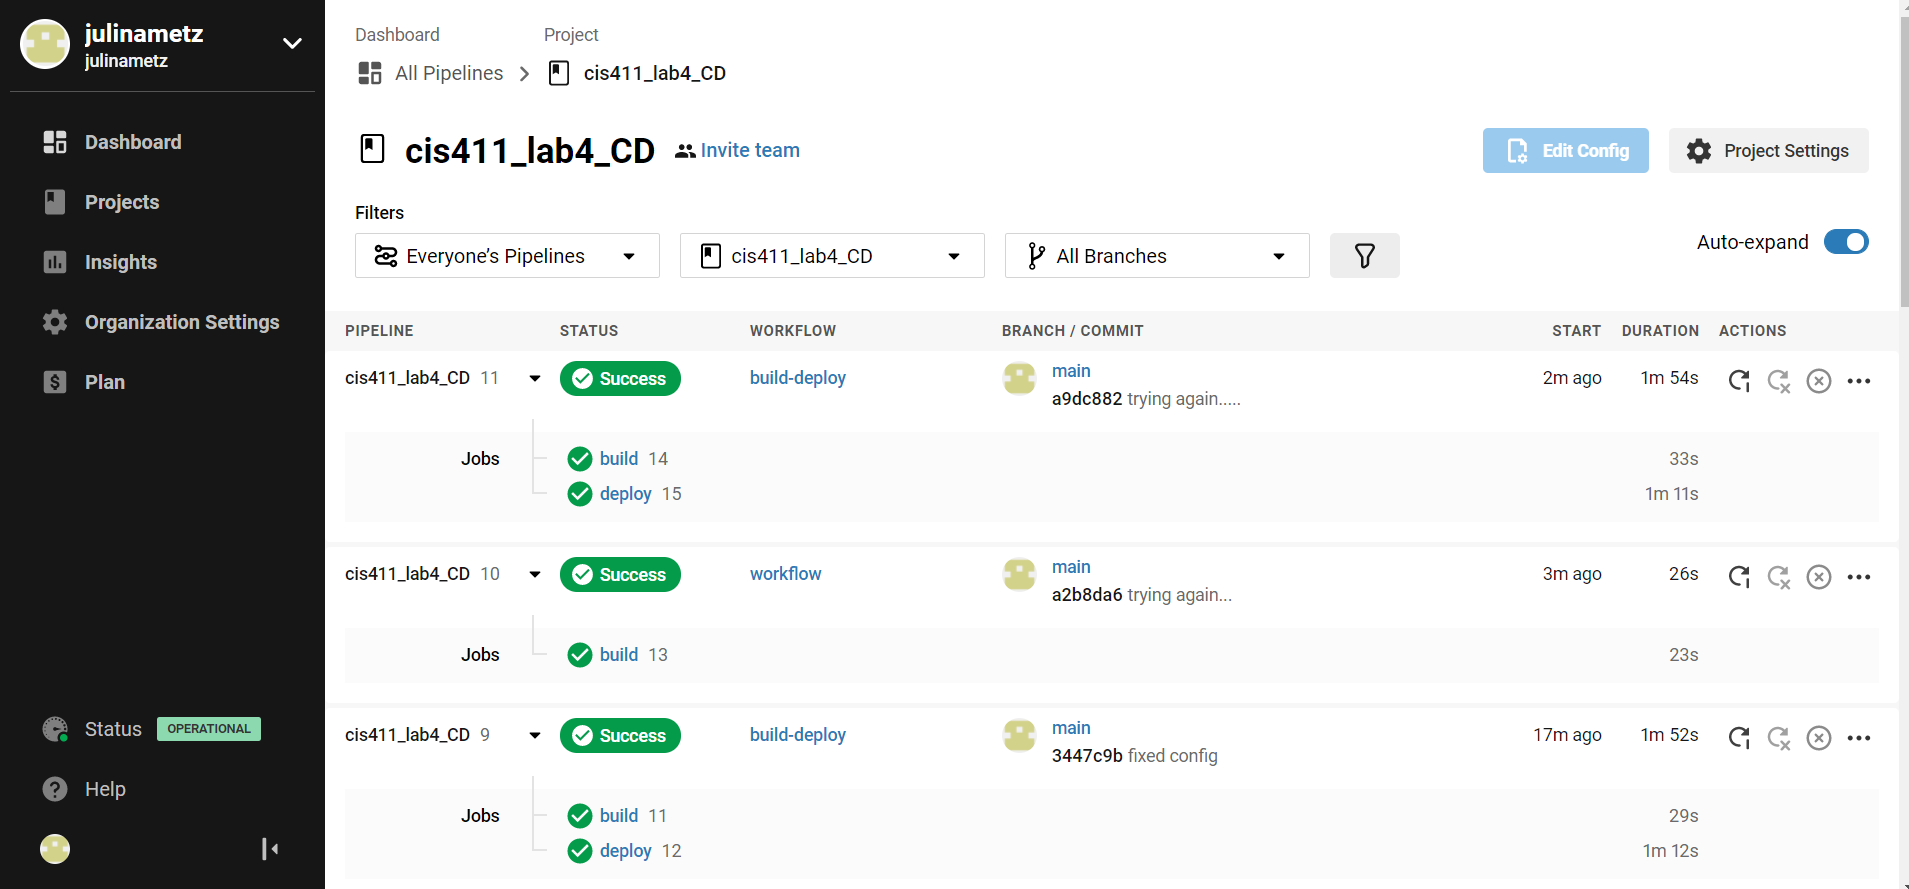 julinametz
julinametz
Dashboard
Projects
Insights
Organization Settings
Plan
Status OPERATIONAL
Help
Dashboard Project
All Pipelines cis411_lab4_CD
cis411_lab4_CD Invite team Edit Config Project Settings
Filters
Everyone’s Pipelines cis411_lab4_CD All Branches Auto-expand
PIPELINE STATUS WORKFLOW BRANCH / COMMIT START DURATION ACTIONS
cis411_lab4_CD 11 Success build-deploy main 2m ago 1m 54s
a9dc882 trying again.....
Jobs build 14 33s
deploy 15 1m 11s
cis411_lab4_CD 10 Success workflow main 3m ago 26s
a2b8da6 trying again...
Jobs build 13 23s
cis411_lab4_CD 9 Success build-deploy main 17m ago 1m 52s
3447c9b fixed config
Jobs build 11 29s
deploy 12 1m 12s